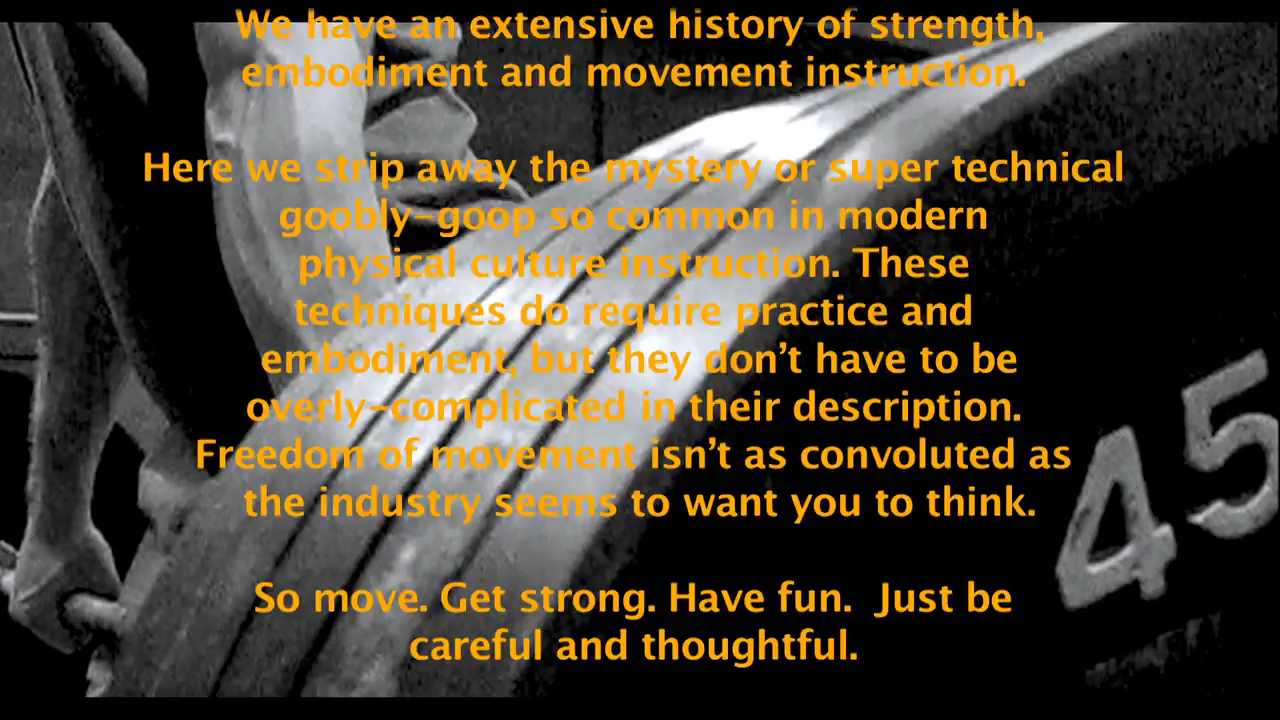 We have an extensive history of strength,
embodiment and movement instruction.
Here we strip away the mystery or super technical
goobly-goop so common in modern
physical culture instruction. These
techniques do require practice and
embodiment, but they don't have to be
overly-complicated in their description.
Freedom of movement isn't as convoluted as
the industry seems to want you to think.
So move. Get strong. Have fun.  Just be
careful and thoughtful.
45